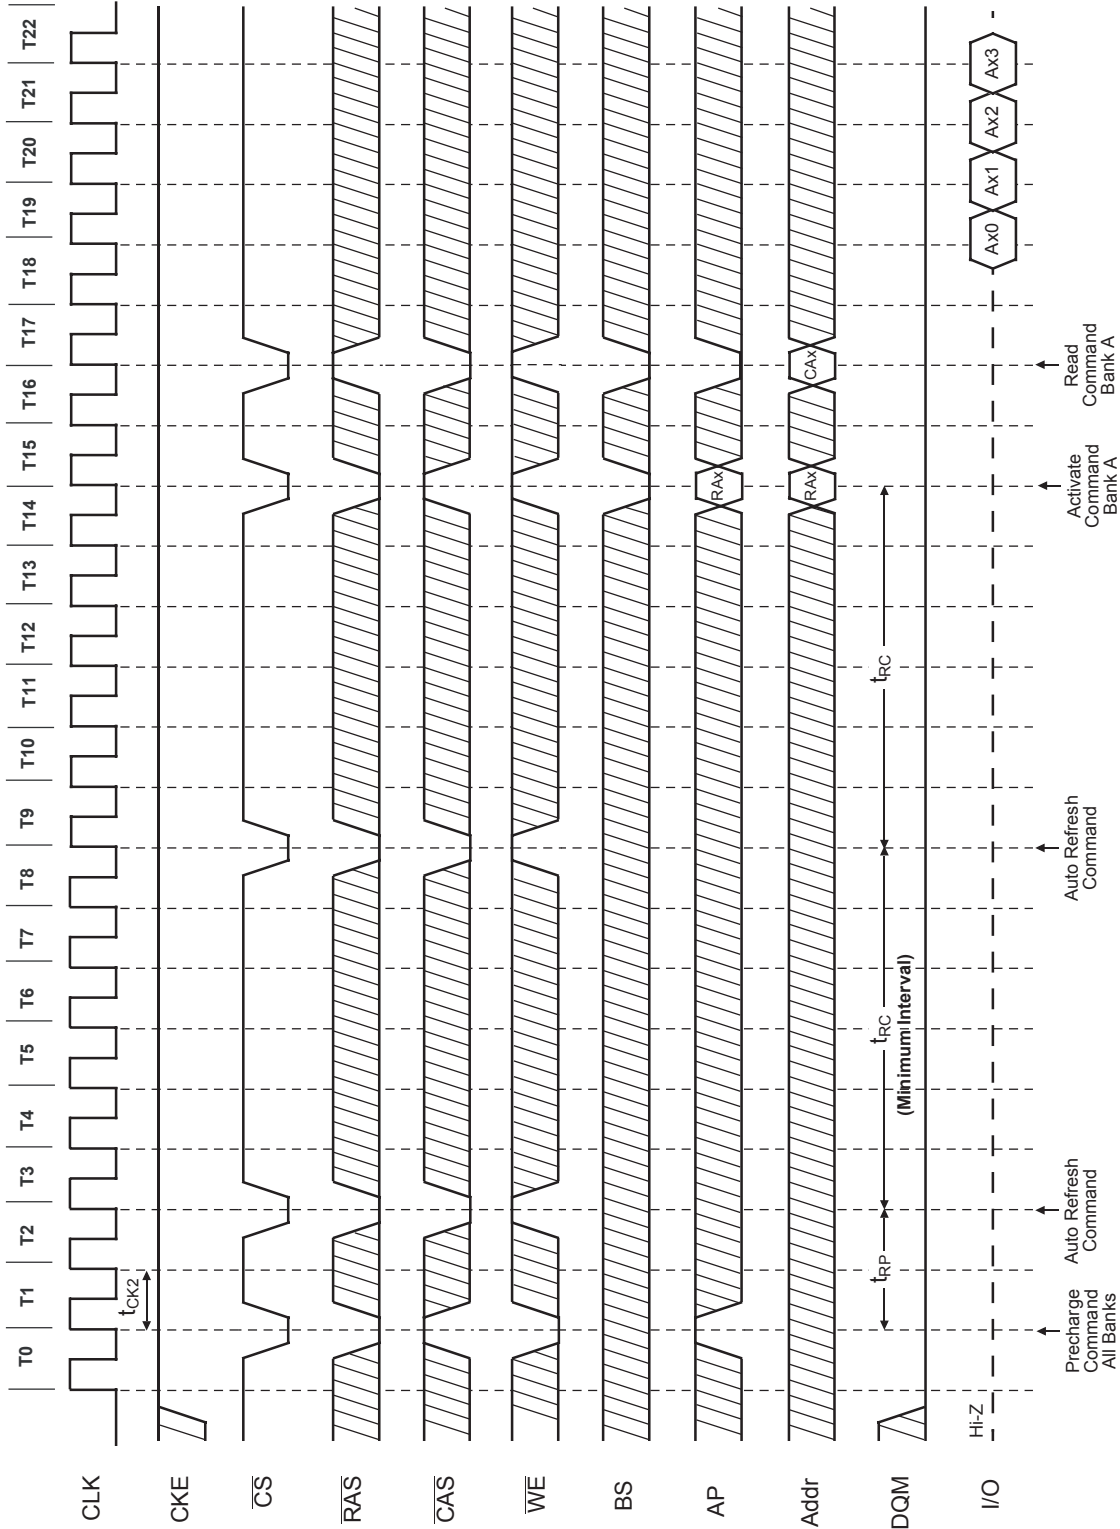 T0 T1 T2 T3 T4 T5 T6 T7 T8 T9 T10 T11 T12 T13 T14 T15 T16 T17 T18 T19 T20 T21 T22
CLK
tCK2
CKE
CS
RAS
CAS
WE
BS
AP
RAx
Addr
RAx CAx
DQM
tRP tRC tRC
(Minimum Interval)
I/O
Hi-Z
Ax0 Ax1 Ax2 Ax3
Precharge
Command
All Banks
Auto Refresh
Command
Auto Refresh
Command
Activate
Command
Bank A
Read
Command
Bank A